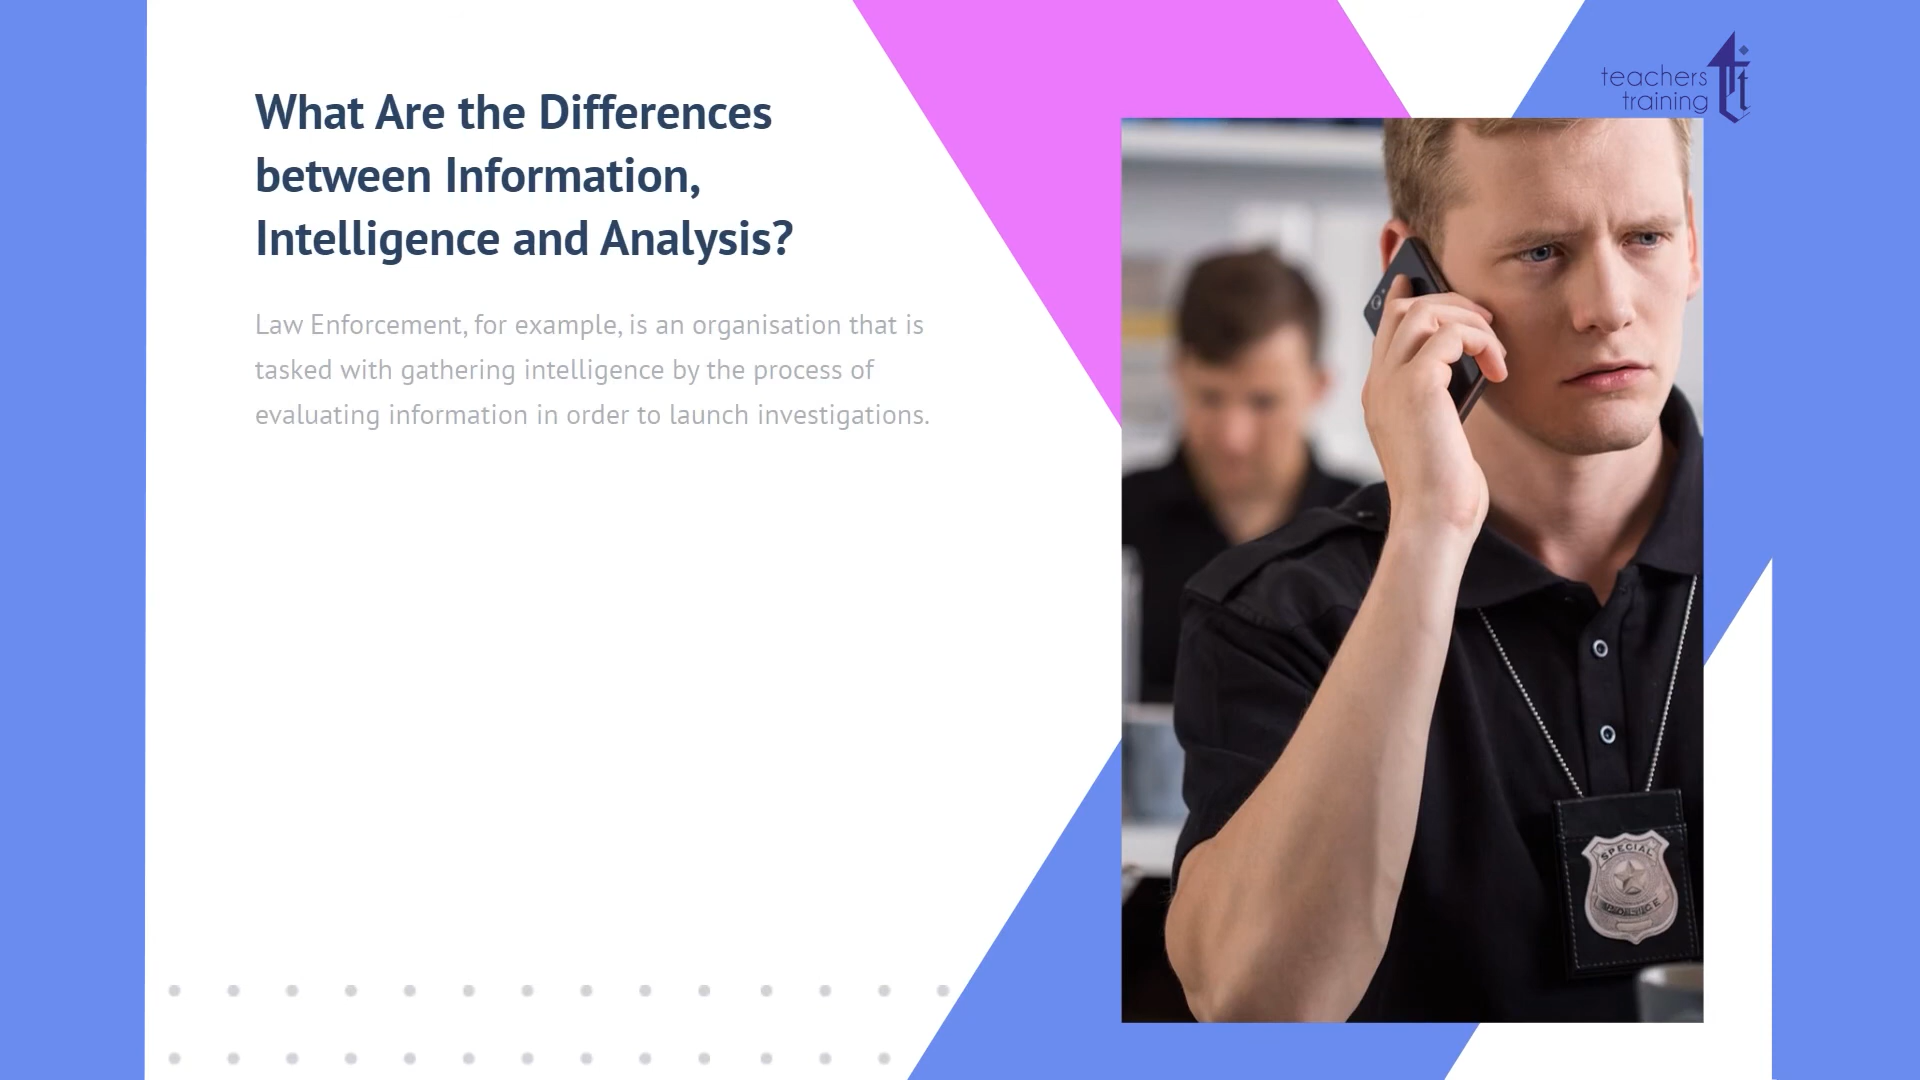 What Are the Differences
between Information,
Intelligence and Analysis?
Law Enforcement, for example, is an organisation that is
tasked with gathering intelligence by the process of
evaluating information in order to launch investigations.
teachers
training
SPECIAL